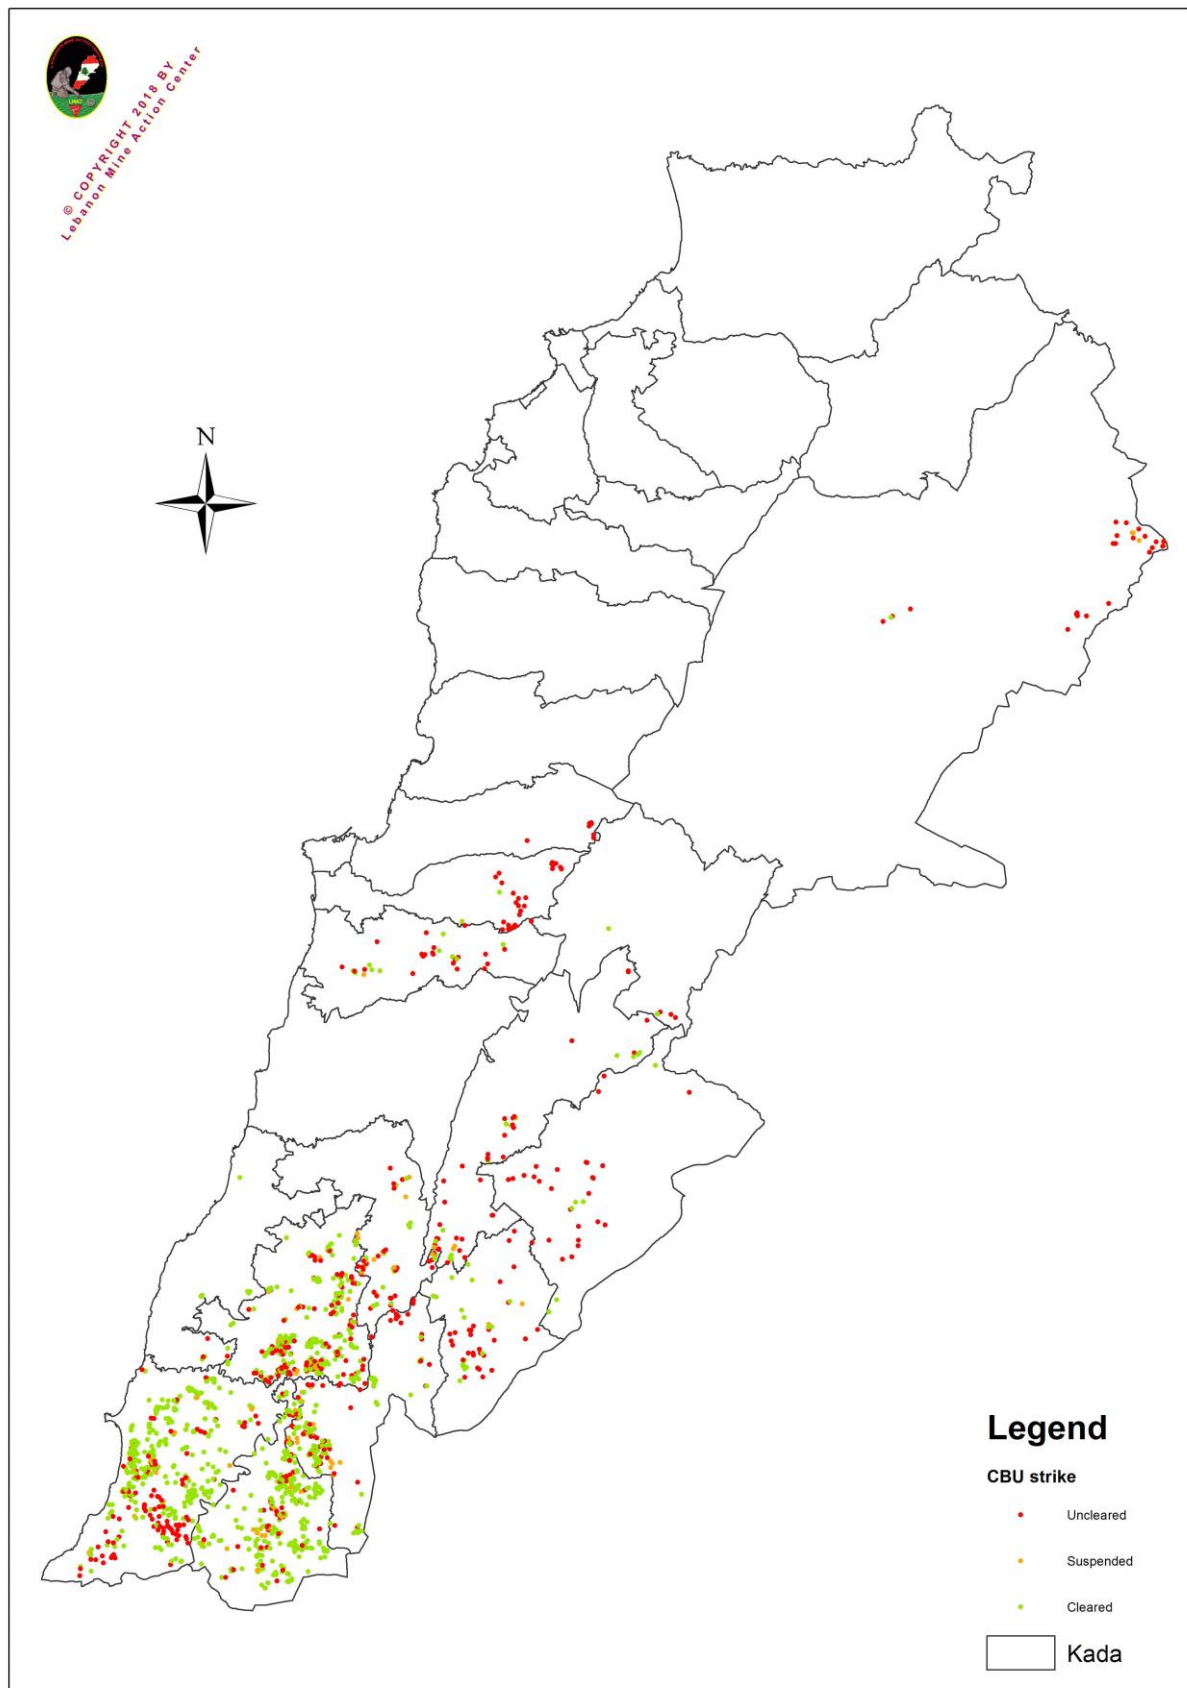 © COPYRIGHT 2018 BY
Lebanon Mine Action Center
N
Legend
CBU strike
Uncleared
Suspended
Cleared
Kada